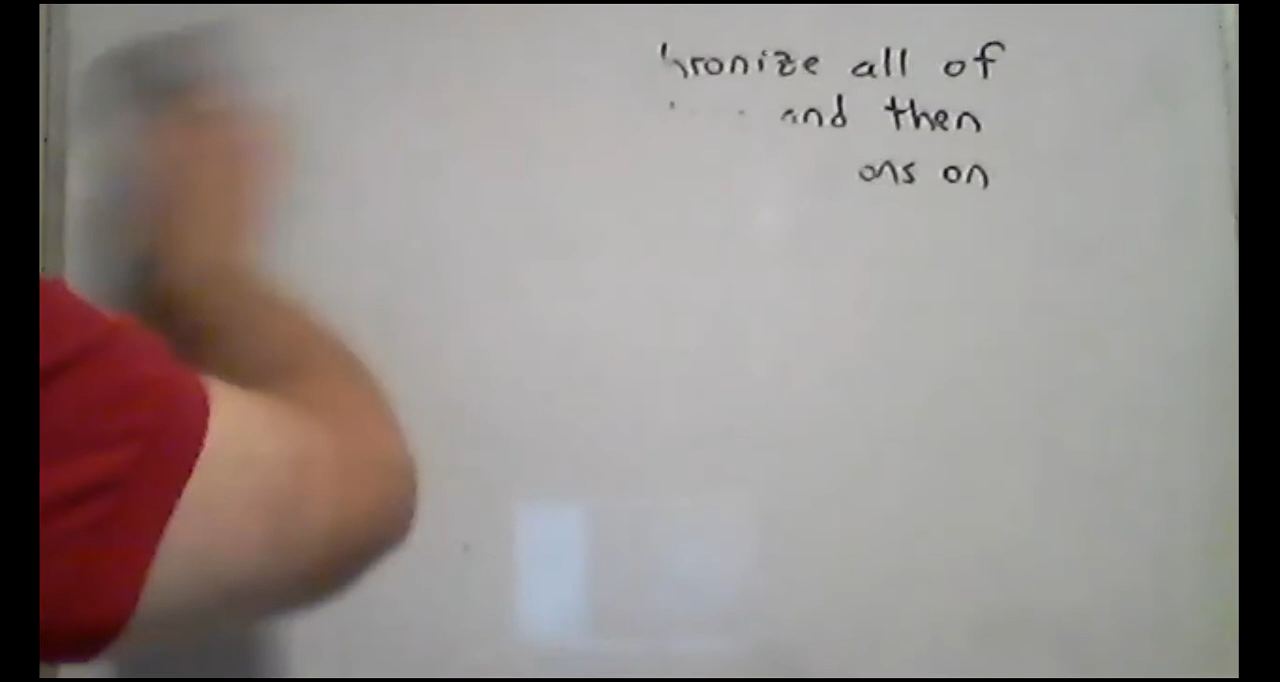 hronize all of
and then
ons on